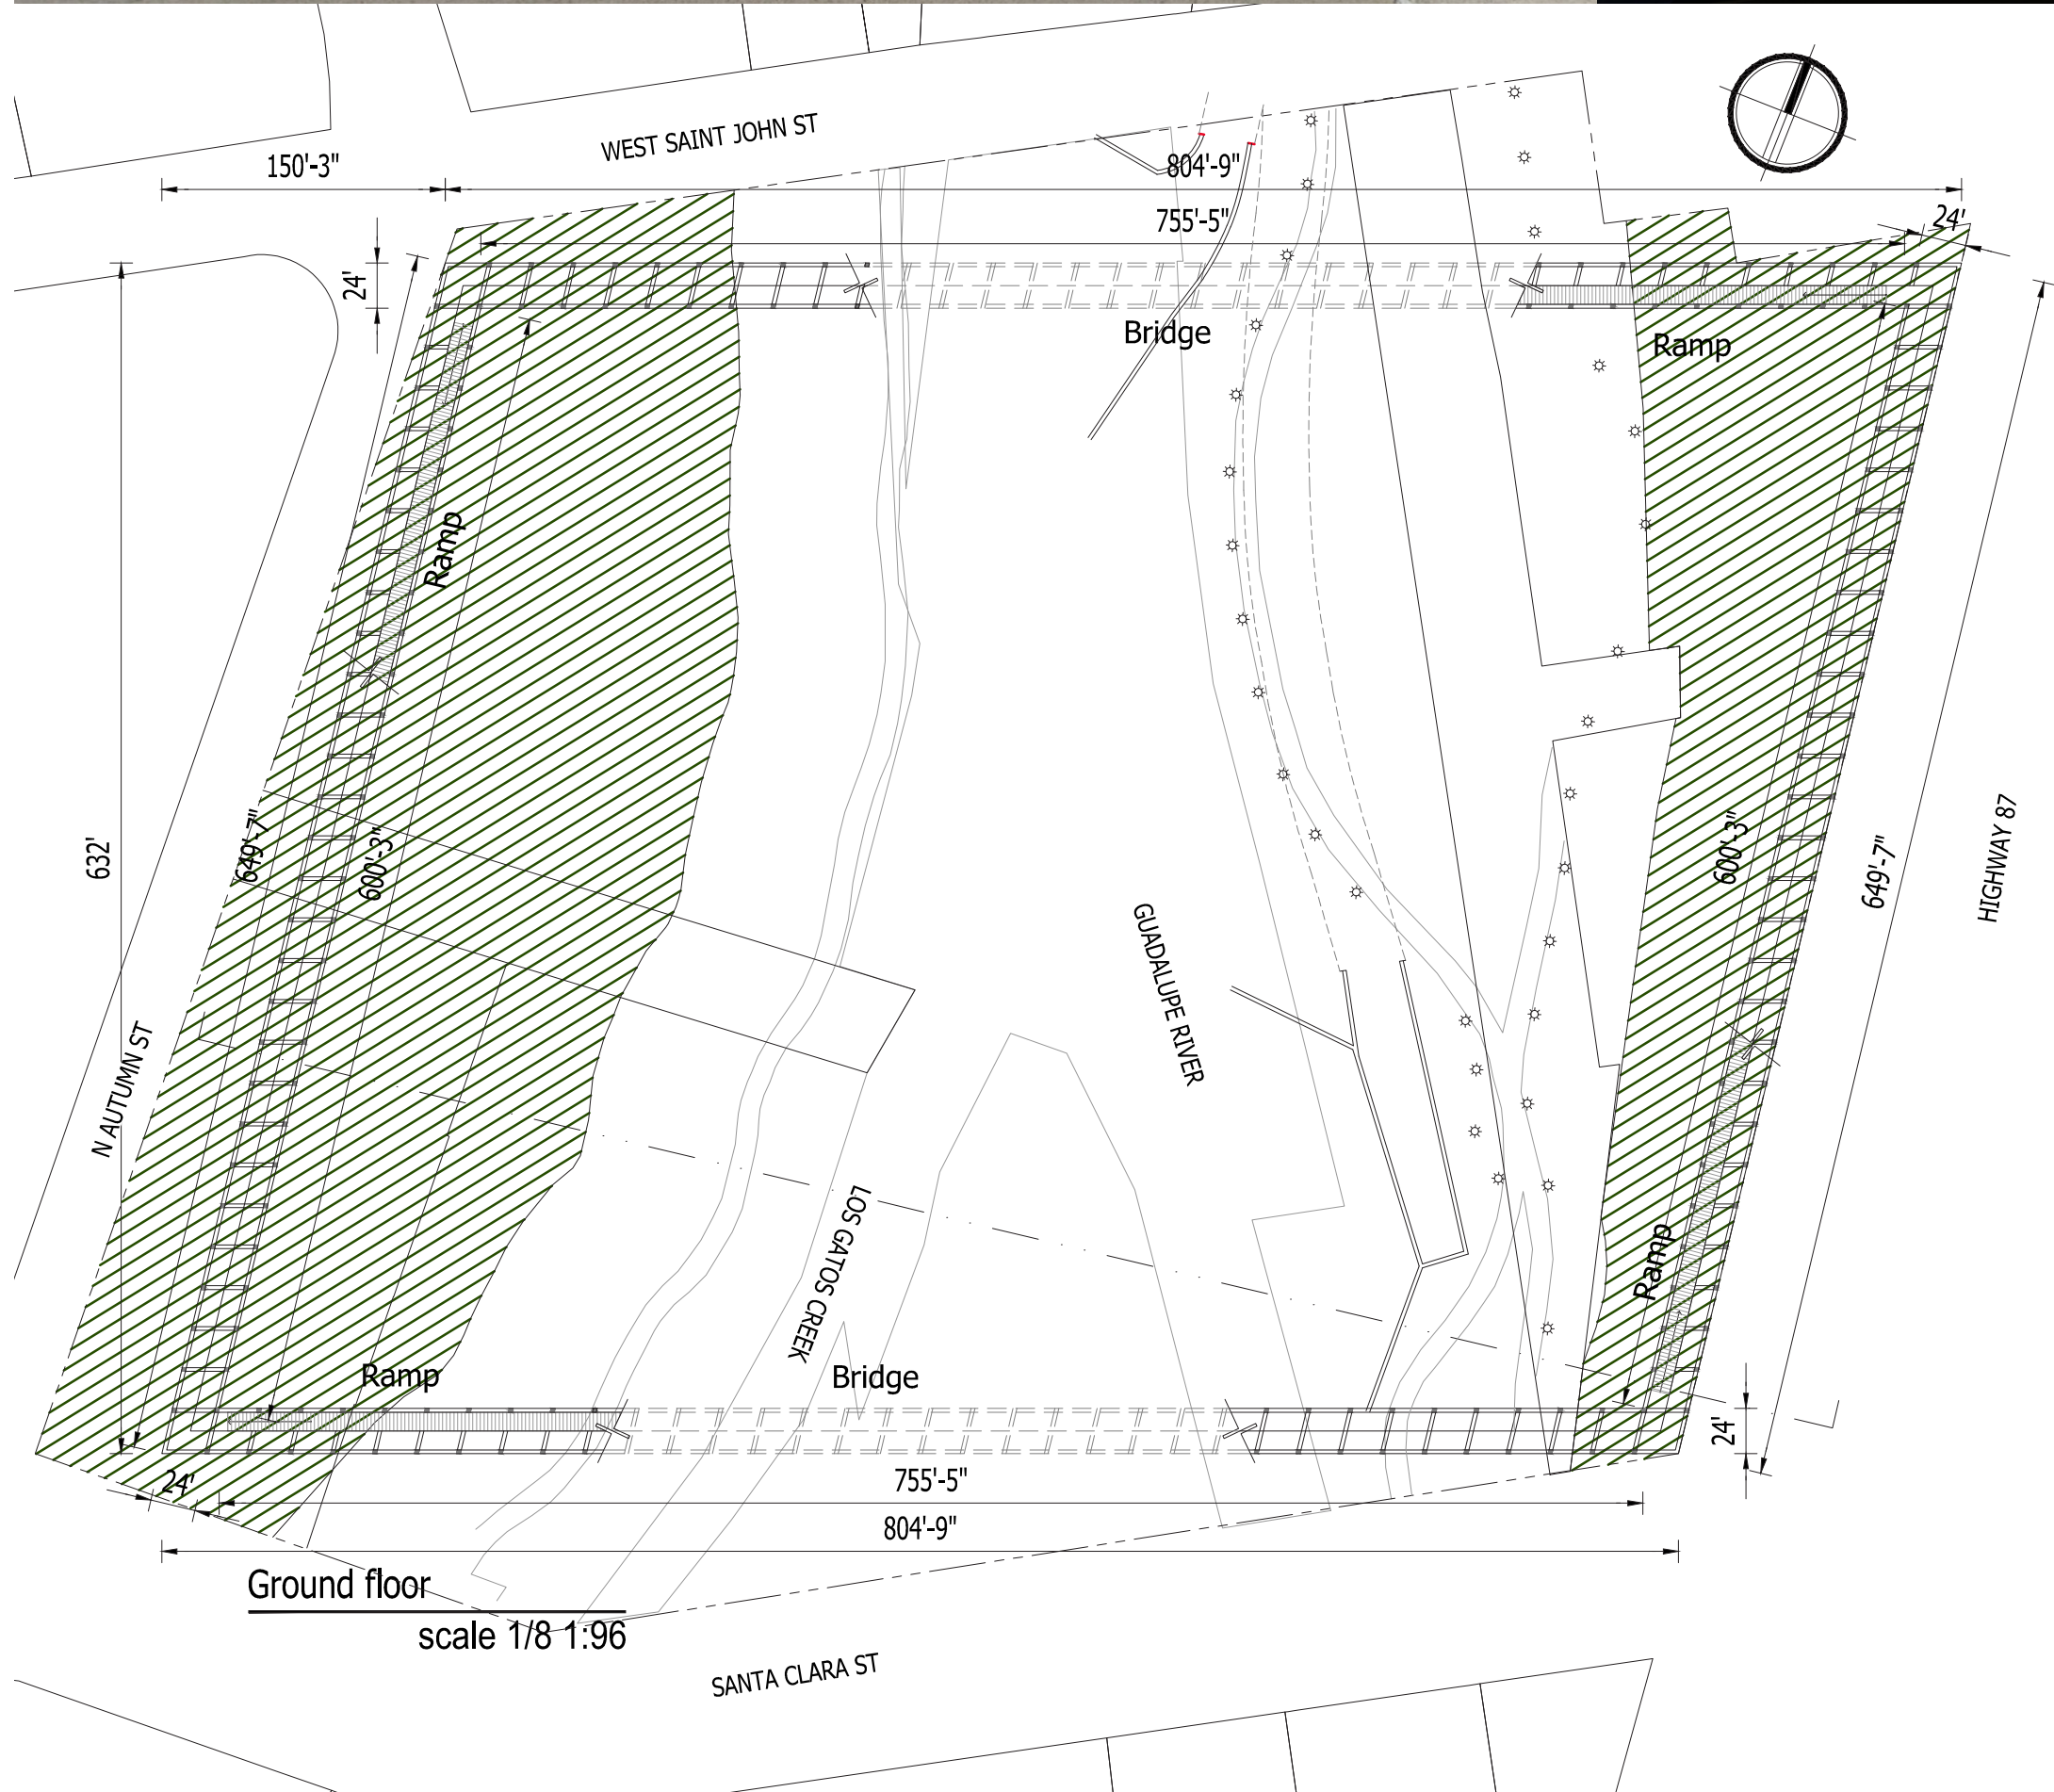 WEST SAINT JOHN ST
150'-3"
804'-9"
755'-5"
24'
24'
Bridge
Ramp
Ramp
632'
649'-7"
600'-3"
600'-3"
649'-7"
HIGHWAY 87
GUADALUPE RIVER
N AUTUMN ST
LOS GATOS CREEK
Ramp
Ramp
Bridge
24'
24'
755'-5"
804'-9"
Ground floor
scale 1/8 1:96
SANTA CLARA ST